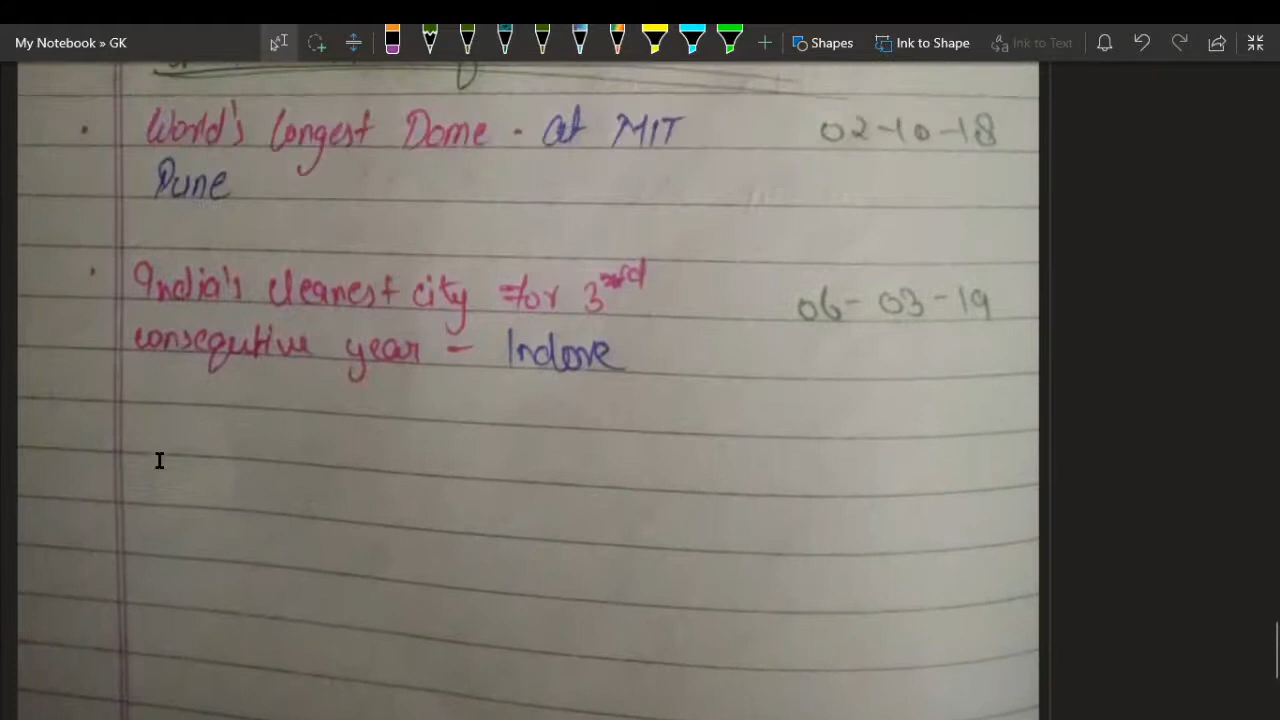 My Notebook » GK
Shapes
Ink to Shape
Ink to Text
World's Longest Dome - at MIT 02-10-18
Pune
India's cleanest city for 3rd 06-03-19
consequtive year - Indore